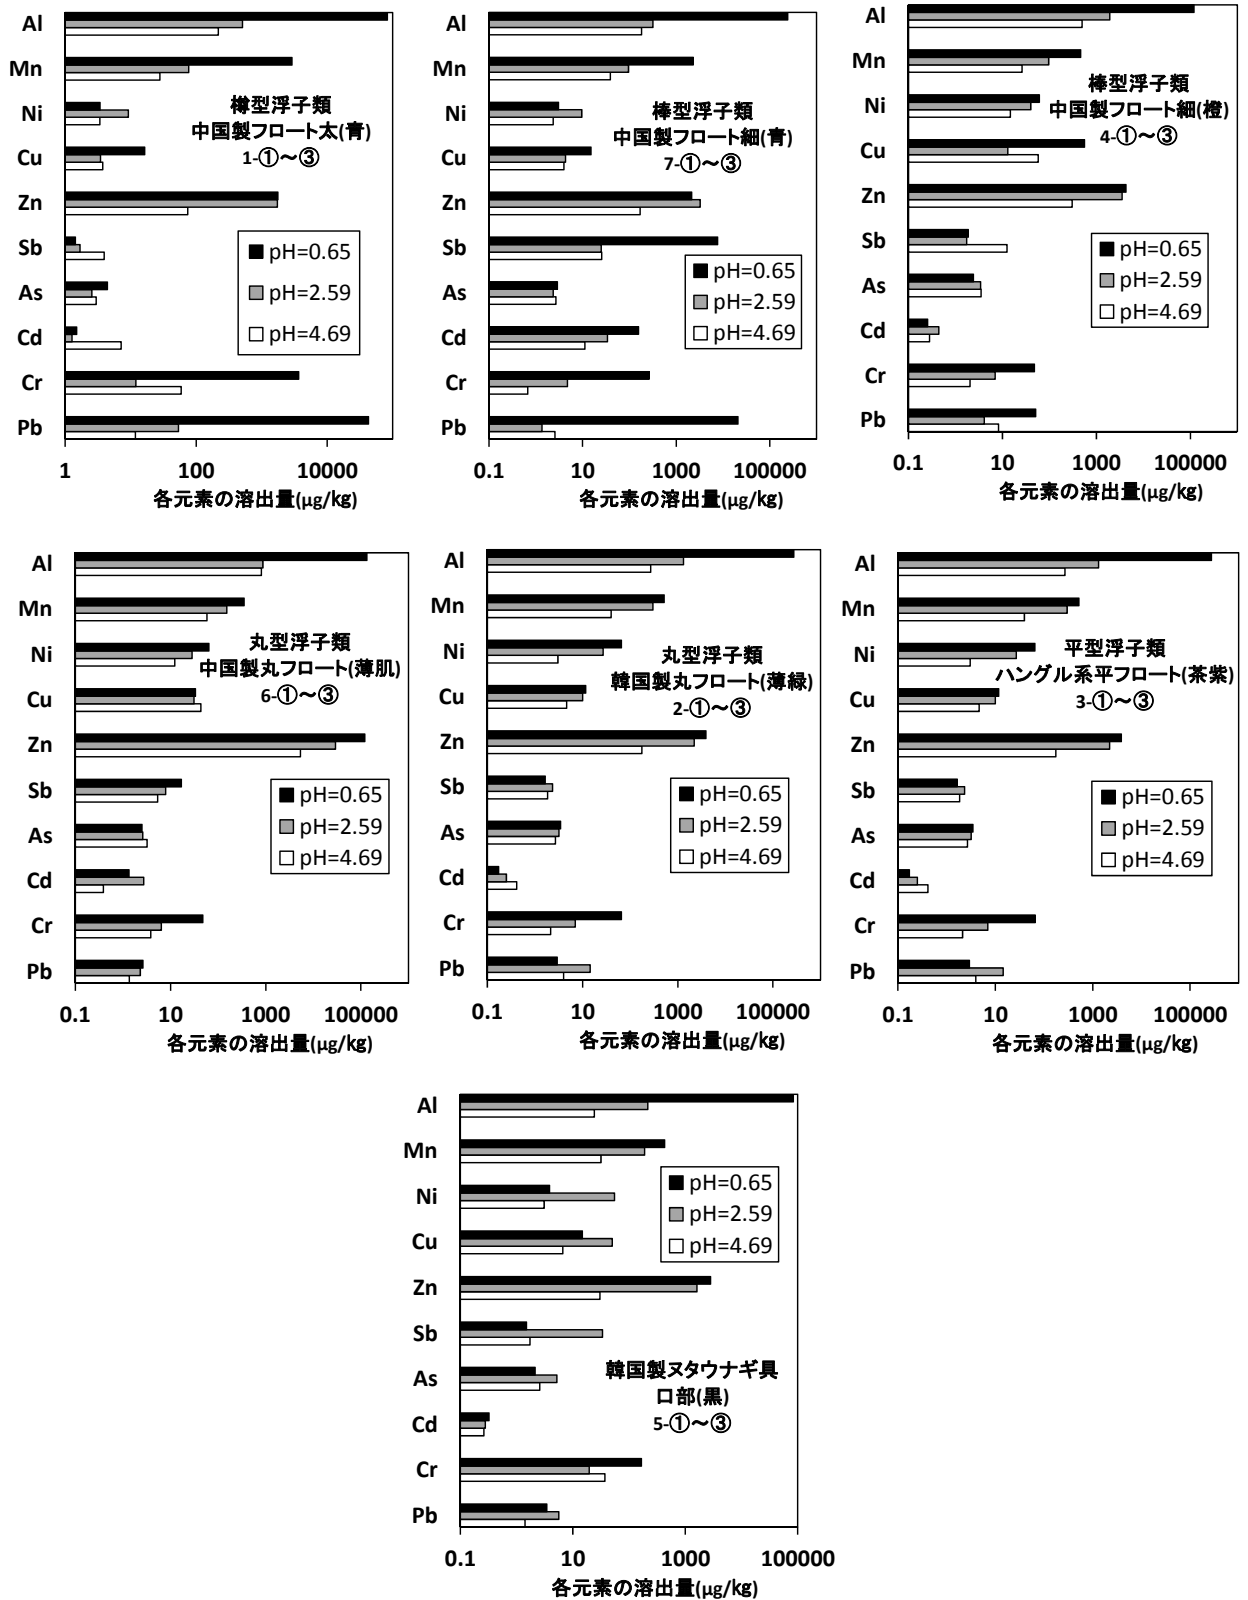 Al
Mn
Ni
Cu
Zn
Sb
As
Cd
Cr
Pb
樽型浮子類
中国製フロート太(青)
1-①～③
pH=0.65
pH=2.59
pH=4.69
1
100
10000
各元素の溶出量(μg/kg)
Al
Mn
Ni
Cu
Zn
Sb
As
Cd
Cr
Pb
棒型浮子類
中国製フロート細(青)
7-①～③
pH=0.65
pH=2.59
pH=4.69
0.1
10
1000
100000
各元素の溶出量(μg/kg)
Al
Mn
Ni
Cu
Zn
Sb
As
Cd
Cr
Pb
棒型浮子類
中国製フロート細(橙)
4-①～③
pH=0.65
pH=2.59
pH=4.69
0.1
10
1000
100000
各元素の溶出量(μg/kg)
Al
Mn
Ni
Cu
Zn
Sb
As
Cd
Cr
Pb
丸型浮子類
中国製丸フロート(薄肌)
6-①～③
pH=0.65
pH=2.59
pH=4.69
0.1
10
1000
100000
各元素の溶出量(μg/kg)
Al
Mn
Ni
Cu
Zn
Sb
As
Cd
Cr
Pb
丸型浮子類
韓国製丸フロート(薄緑)
2-①～③
pH=0.65
pH=2.59
pH=4.69
0.1
10
1000
100000
各元素の溶出量(μg/kg)
Al
Mn
Ni
Cu
Zn
Sb
As
Cd
Cr
Pb
平型浮子類
ハングル系平フロート(茶紫)
3-①～③
pH=0.65
pH=2.59
pH=4.69
0.1
10
1000
100000
各元素の溶出量(μg/kg)
Al
Mn
Ni
Cu
Zn
Sb
As
Cd
Cr
Pb
pH=0.65
pH=2.59
pH=4.69
韓国製ヌタウナギ具
口部(黒)
5-①～③
0.1
10
1000
100000
各元素の溶出量(μg/kg)